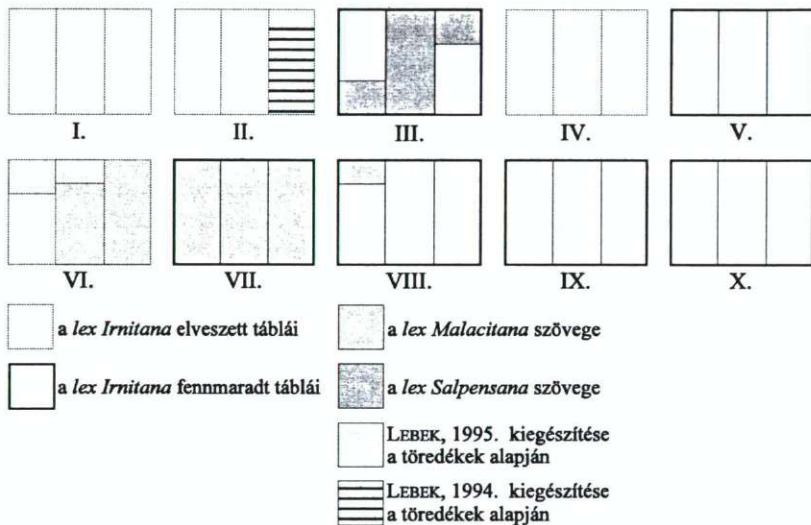 I. II. III. IV. V.
VI. VII. VIII. IX. X.
a lex Irnitana elveszett táblái
a lex Irnitana fennmaradt táblái
a lex Malacitana szövege
a lex Salpensana szövege
LEBEK, 1995. kiegészítése
a töredékek alapján
LEBEK, 1994. kiegészítése
a töredékek alapján